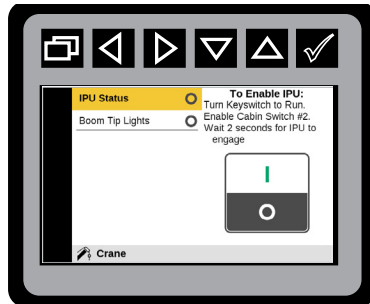 IPU Status
Boom Tip Lights
To Enable IPU:
Turn Keyswitch to Run.
Enable Cabin Switch #2.
Wait 2 seconds for IPU to
engage
Crane